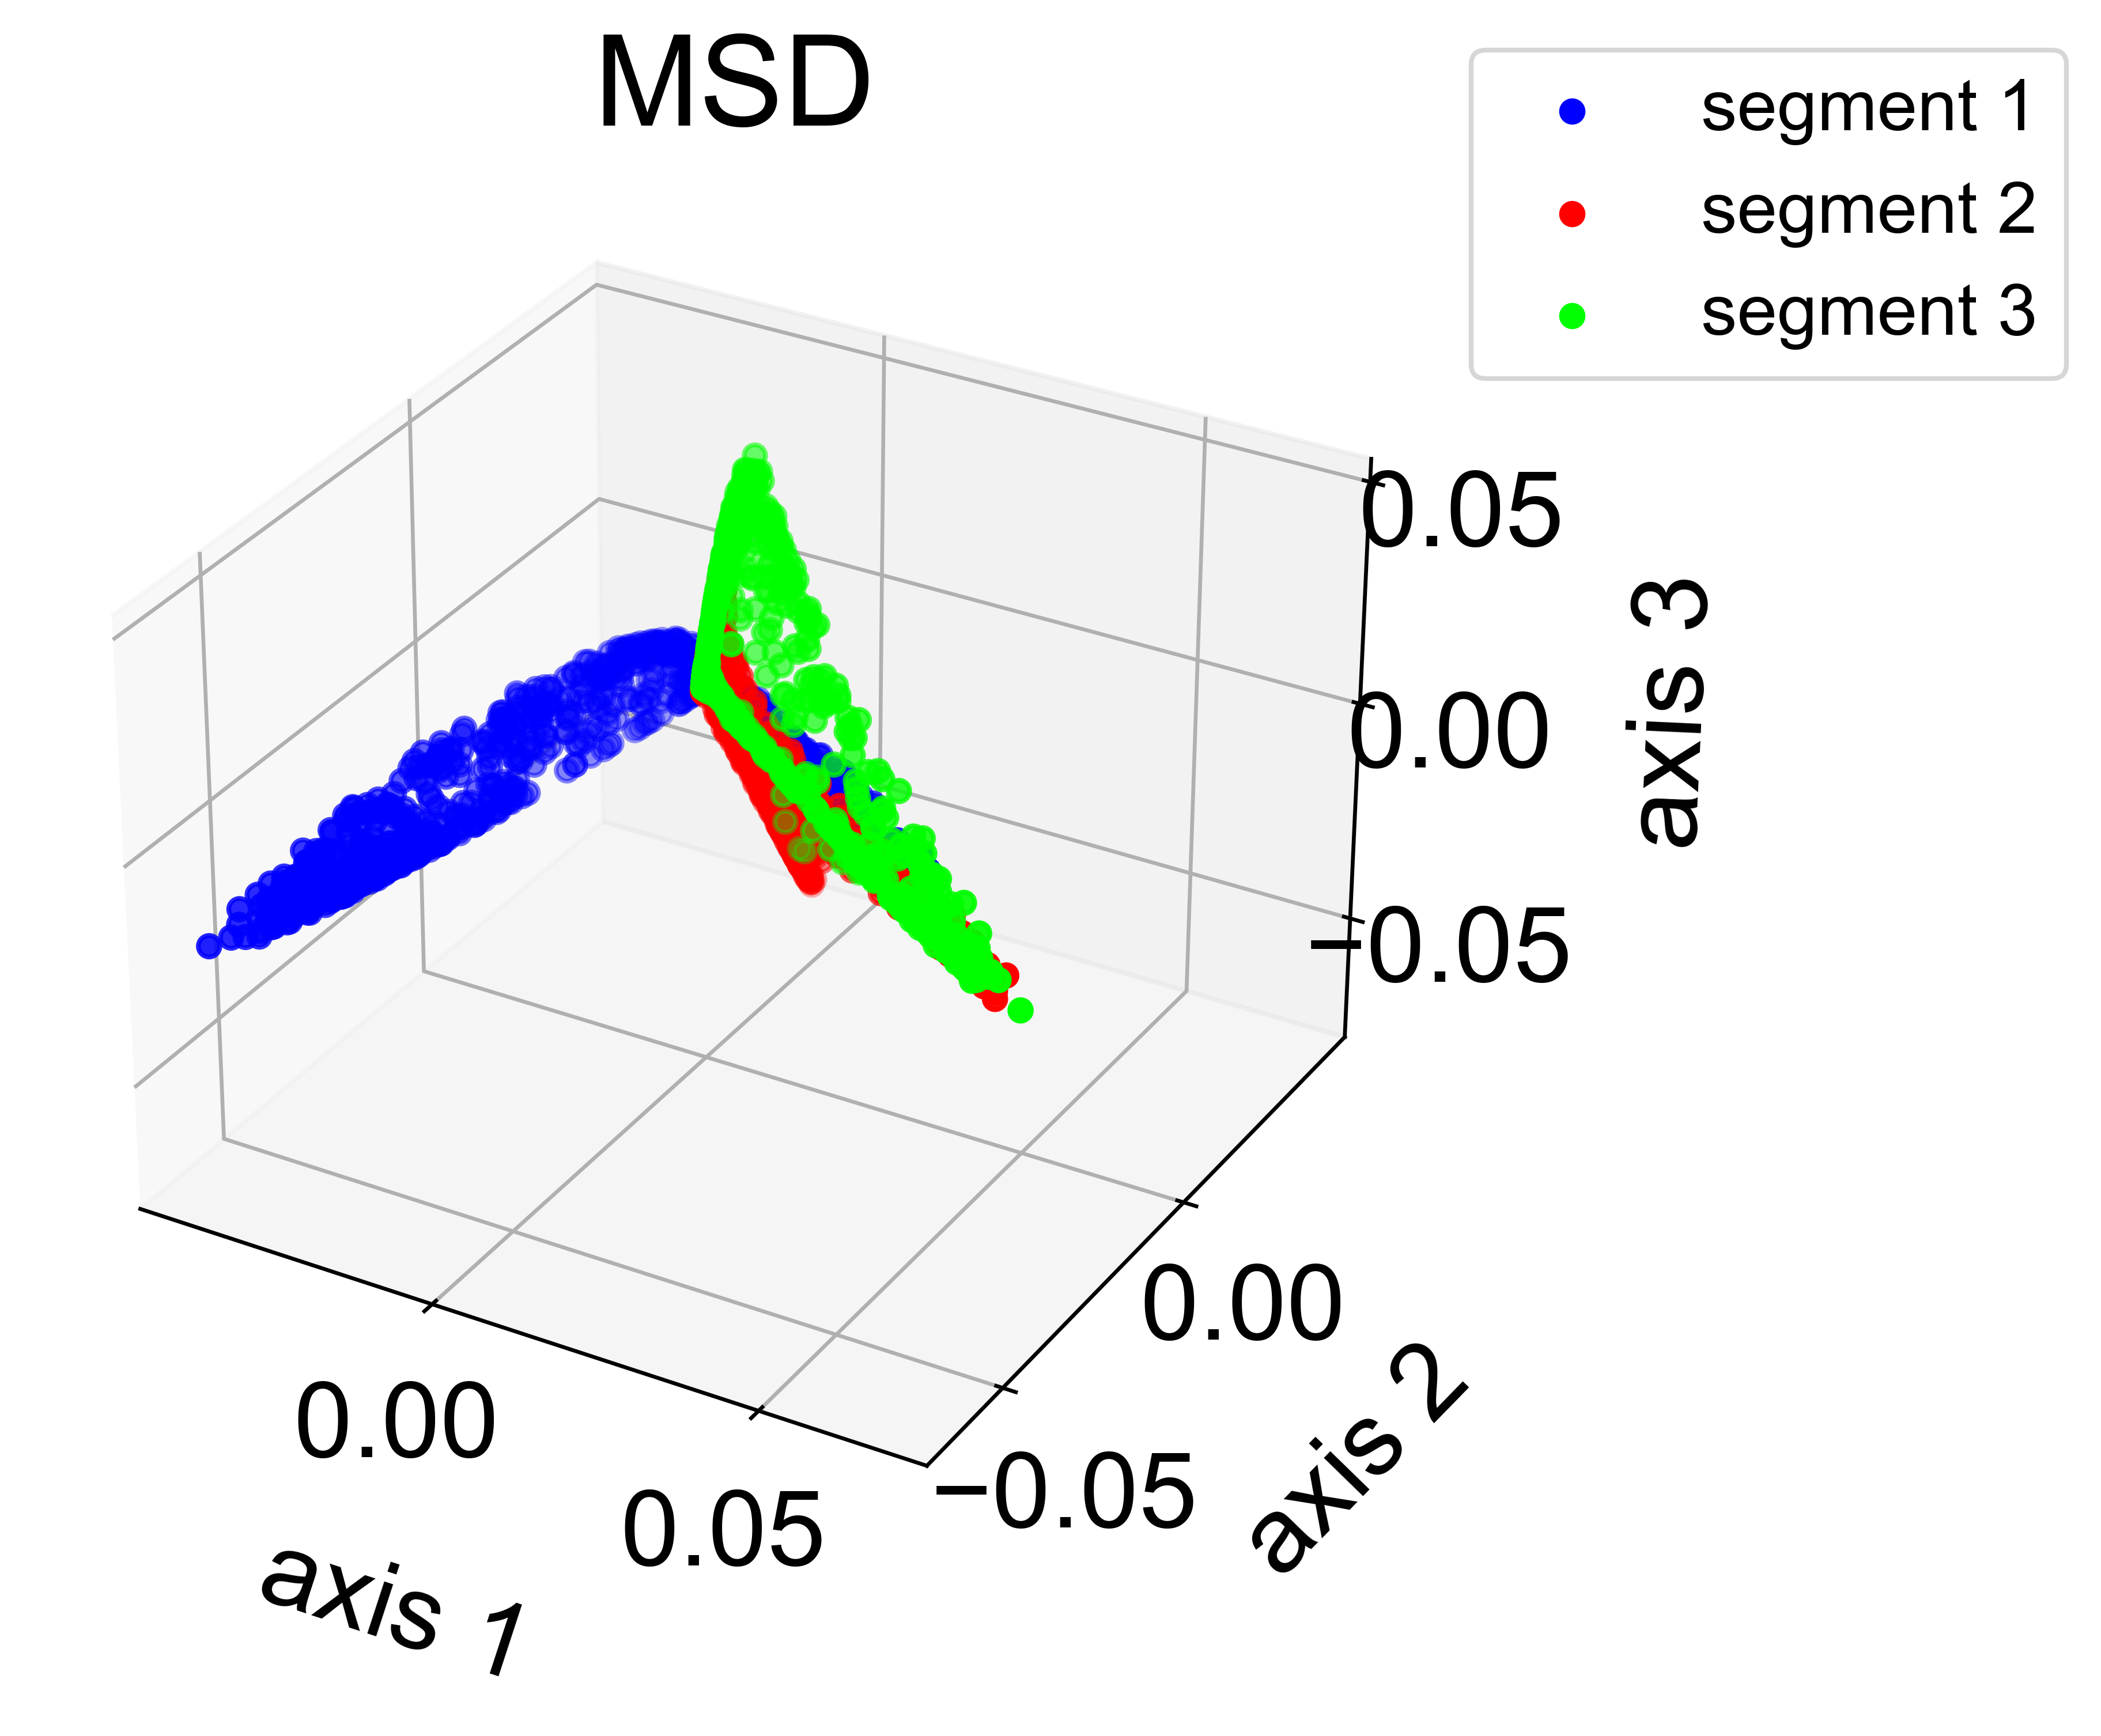 MSD
segment 1
segment 2
segment 3
0.05
0.00
−0.05
axis 3
0.00
−0.05
axis 2
0.00
0.05
axis 1